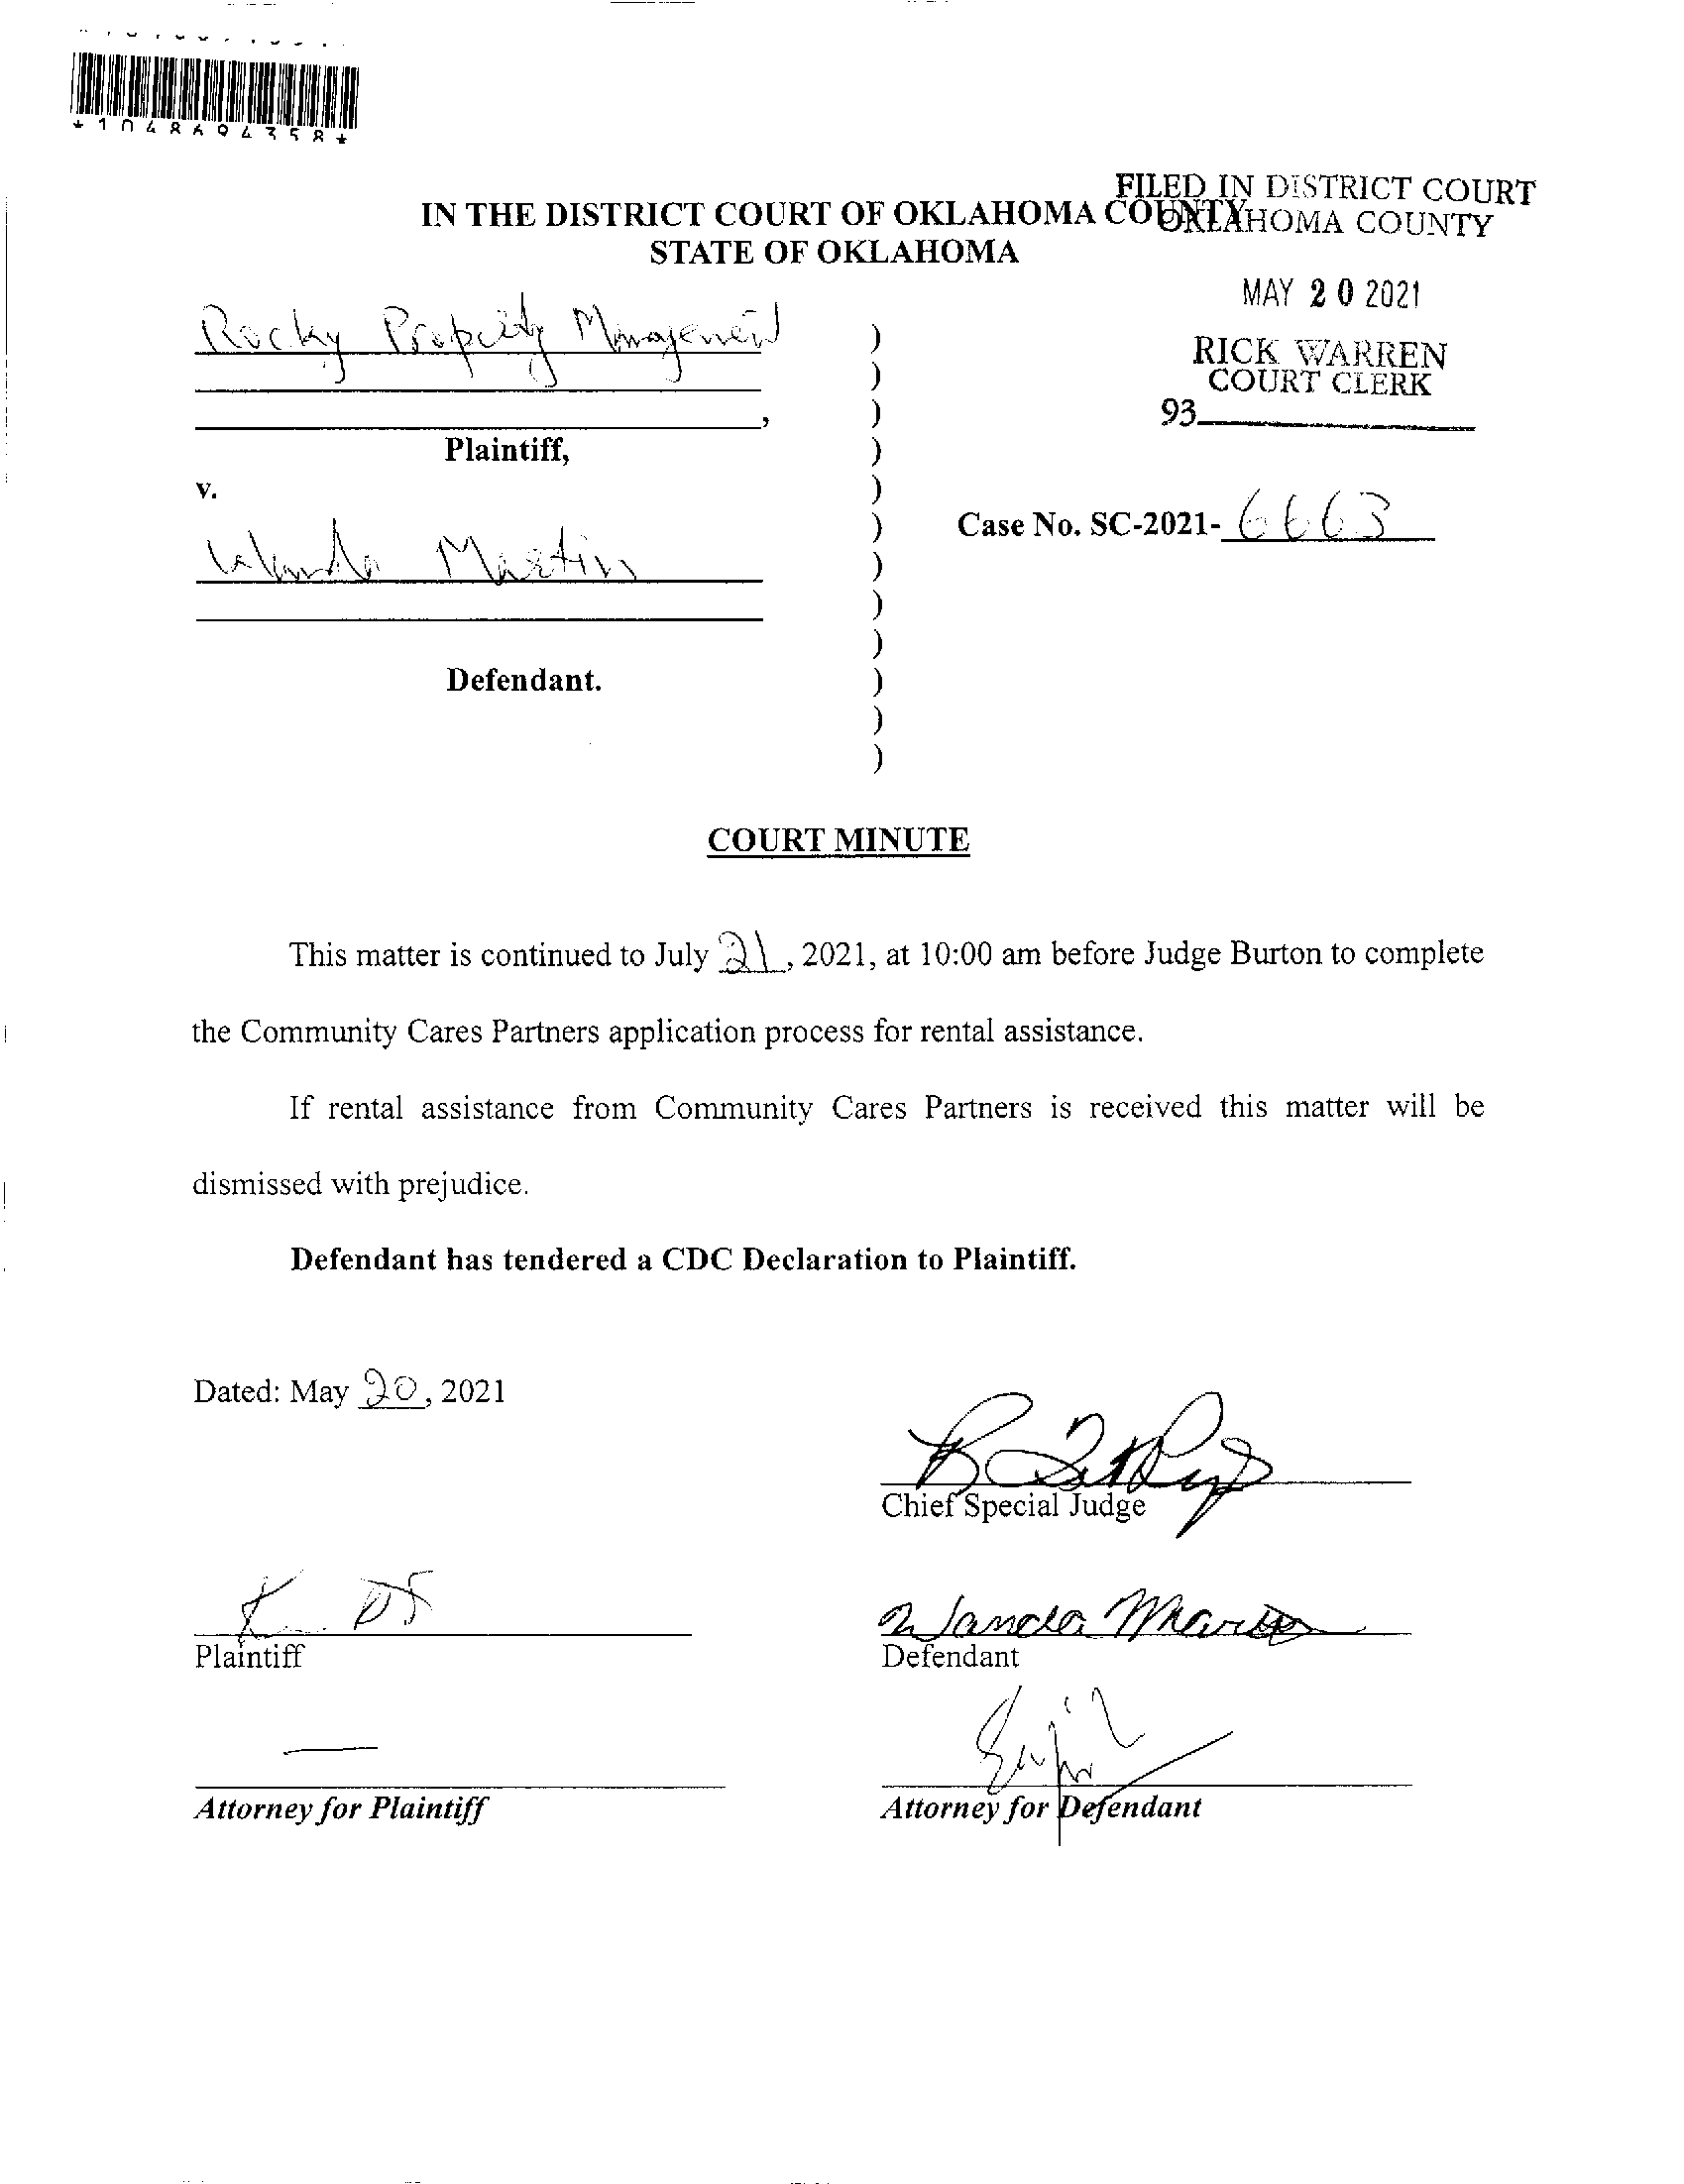 *1048694358*
FILED IN DISTRICT COURT
OKLAHOMA COUNTY
IN THE DISTRICT COURT OF OKLAHOMA COUNTY
STATE OF OKLAHOMA
MAY 20 2021
RICK WARREN
COURT CLERK
93
Rocky Property Management
)
)
)
,
Plaintiff,
)
v.
)
Case No. SC-2021- 6663
)
Wanda Martin
)
)
)
Defendant.
)
)
)
COURT MINUTE
This matter is continued to July 21, 2021, at 10:00 am before Judge Burton to complete
the Community Cares Partners application process for rental assistance.
If rental assistance from Community Cares Partners is received this matter will be
dismissed with prejudice.
Defendant has tendered a CDC Declaration to Plaintiff.
Dated: May 20, 2021
Chief Special Judge
Wanda Martin
Plaintiff
Defendant
Attorney for Plaintiff
Attorney for Defendant